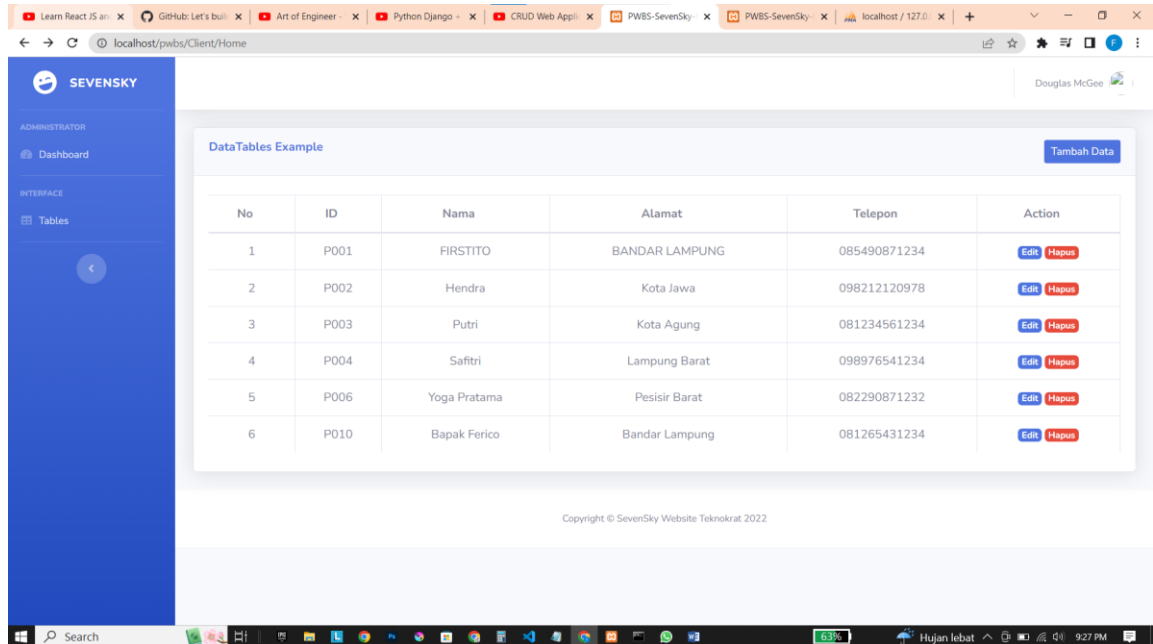 Learn React JS an GitHub: Let's buil Art of Engineer - Python Django + CRUD Web Appli PWBS-SevenSky- PWBS-SevenSky- localhost / 127.0.
localhost/pwbs/Client/Home F
SEVENSKY Douglas McGee
ADMINISTRATOR
Dashboard
INTERFACE
Tables
DataTables Example Tambah Data
No ID Nama Alamat Telepon Action
1 P001 FIRSTITO BANDAR LAMPUNG 085490871234 Edit Hapus
2 P002 Hendra Kota Jawa 098212120978 Edit Hapus
3 P003 Putri Kota Agung 081234561234 Edit Hapus
4 P004 Safitri Lampung Barat 098976541234 Edit Hapus
5 P006 Yoga Pratama Pesisir Barat 082290871232 Edit Hapus
6 P010 Bapak Ferico Bandar Lampung 081265431234 Edit Hapus
Copyright © SevenSky Website Teknokrat 2022
Search 63% Hujan lebat 9:27 PM